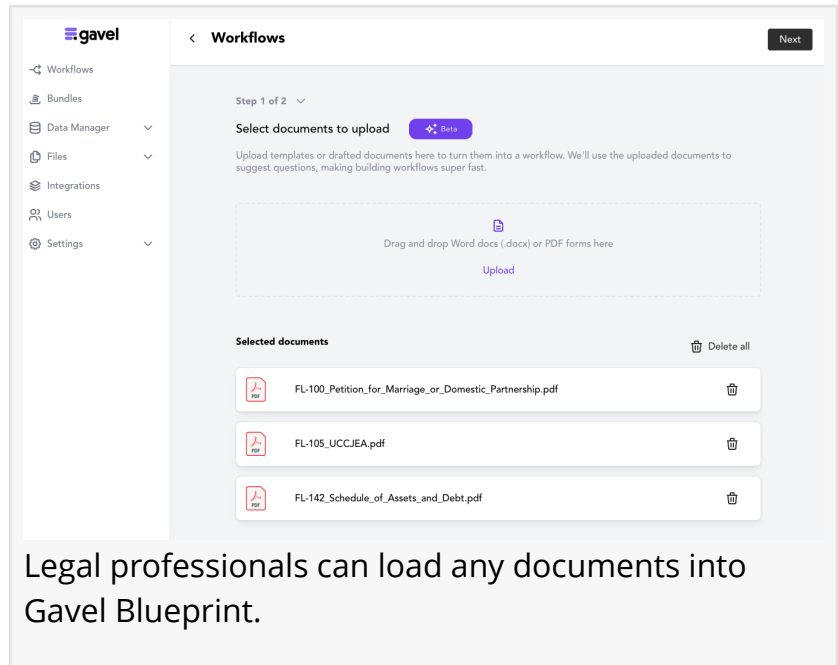 gavel
Workflows
Next
Workflows
Bundles
Data Manager
Files
Integrations
Users
Settings
Step 1 of 2
Select documents to upload
Beta
Upload templates or drafted documents here to turn them into a workflow. We'll use the uploaded documents to
suggest questions, making building workflows super fast.
Drag and drop Word docs (.docx) or PDF forms here
Upload
Selected documents
Delete all
PDF
FL-100_Petition_for_Marriage_or_Domestic_Partnership.pdf
PDF
FL-105_UCCJEA.pdf
PDF
FL-142_Schedule_of_Assets_and_Debt.pdf
Legal professionals can load any documents into
Gavel Blueprint.